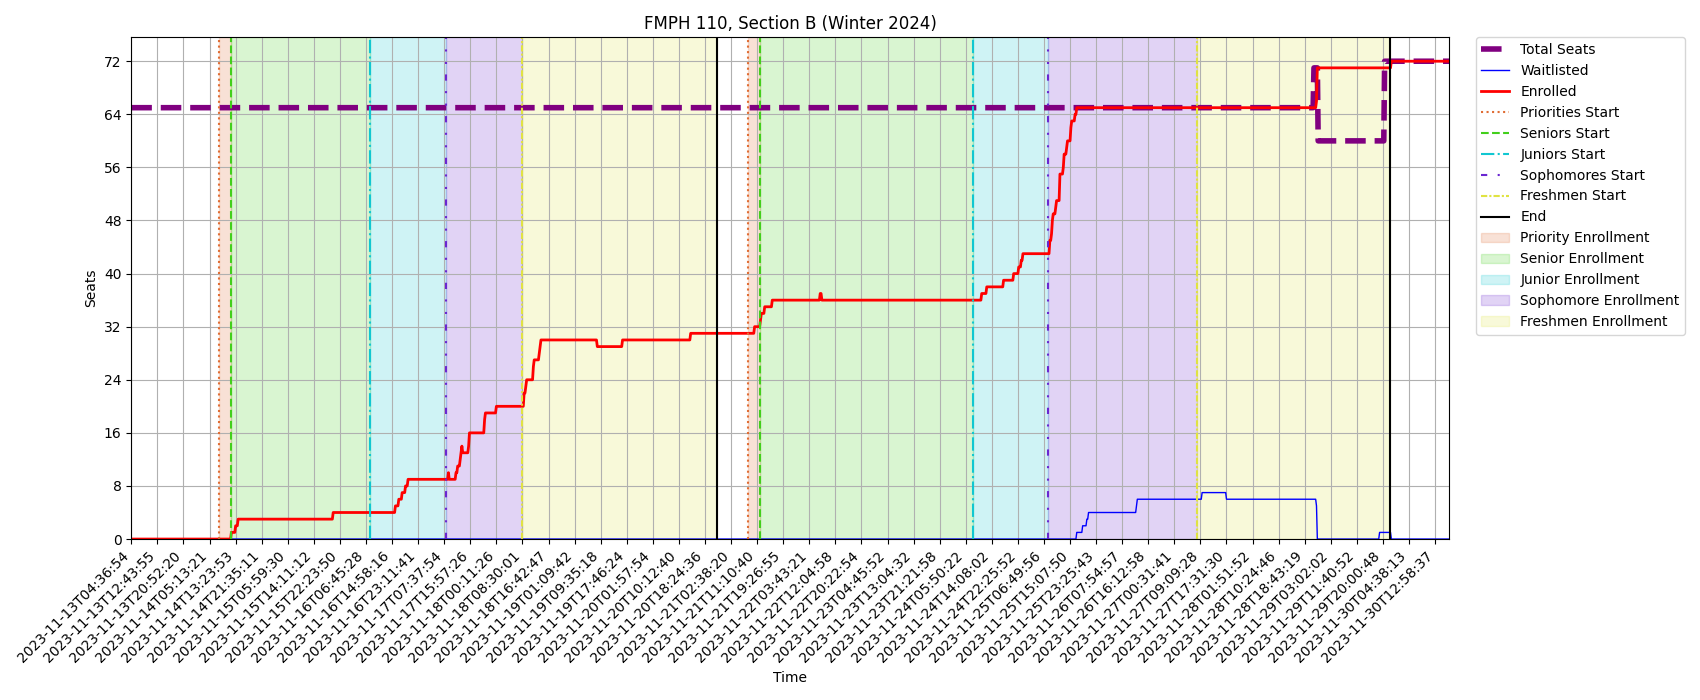 FMPH 110, Section B (Winter 2024)
Seats
72
64
56
48
40
32
24
16
8
0
2023-11-13T04:36:54
2023-11-13T12:43:55
2023-11-13T20:52:20
2023-11-14T05:13:21
2023-11-14T13:23:53
2023-11-14T21:35:11
2023-11-15T05:59:30
2023-11-15T14:11:12
2023-11-15T22:23:50
2023-11-16T06:45:28
2023-11-16T14:58:16
2023-11-16T23:11:41
2023-11-17T07:37:54
2023-11-17T15:57:26
2023-11-18T00:11:26
2023-11-18T08:30:01
2023-11-18T16:42:47
2023-11-19T01:09:42
2023-11-19T09:35:18
2023-11-19T17:46:24
2023-11-20T01:57:54
2023-11-20T10:12:40
2023-11-20T18:24:36
2023-11-21T02:38:20
2023-11-21T11:10:40
2023-11-21T19:26:55
2023-11-22T03:43:21
2023-11-22T12:04:58
2023-11-22T20:22:54
2023-11-23T04:45:52
2023-11-23T13:04:32
2023-11-23T21:21:58
2023-11-24T05:50:22
2023-11-24T14:08:02
2023-11-24T22:25:52
2023-11-25T06:49:56
2023-11-25T15:07:50
2023-11-25T23:25:43
2023-11-26T07:54:57
2023-11-26T16:12:58
2023-11-27T00:31:41
2023-11-27T09:09:28
2023-11-27T17:31:30
2023-11-28T01:51:52
2023-11-28T10:24:46
2023-11-28T18:43:19
2023-11-29T03:02:02
2023-11-29T11:40:52
2023-11-29T20:00:48
2023-11-30T04:38:13
2023-11-30T12:58:37
Time
Total Seats
Waitlisted
Enrolled
Priorities Start
Seniors Start
Juniors Start
Sophomores Start
Freshmen Start
End
Priority Enrollment
Senior Enrollment
Junior Enrollment
Sophomore Enrollment
Freshmen Enrollment